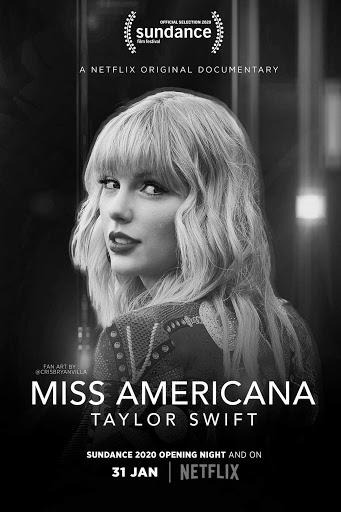 OFFICIAL SELECTION 2020
sundance
film festival
A NETFLIX ORIGINAL DOCUMENTARY
FAN ART BY
@CRISBRYANVILLA
MISS AMERICANA
TAYLOR SWIFT
SUNDANCE 2020 OPENING NIGHT AND ON
31 JAN | NETFLIX